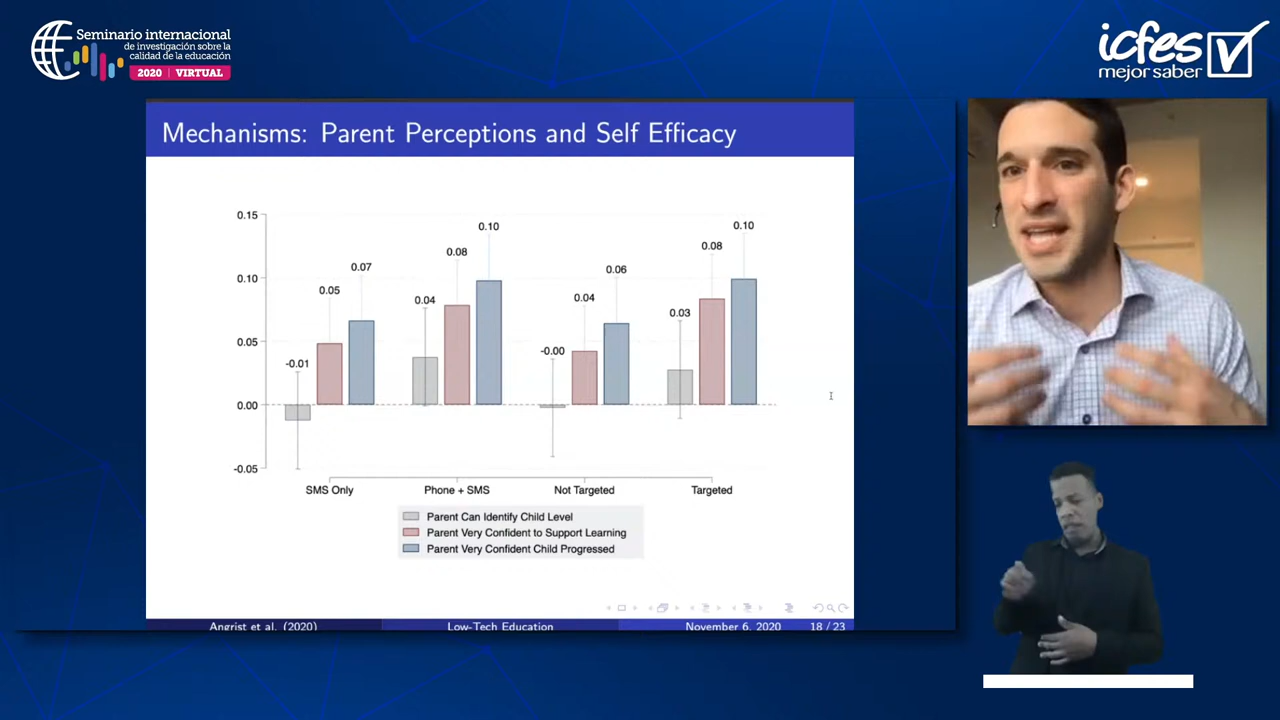 Seminario internacional
de investigación sobre la
calidad de la educación
2020 | VIRTUAL
icfes
mejor saber
Mechanisms: Parent Perceptions and Self Efficacy
0.15
0.10
0.05
0.00
-0.05
-0.01
0.05
0.07
0.04
0.08
0.10
-0.00
0.04
0.06
0.03
0.08
0.10
SMS Only
Phone + SMS
Not Targeted
Targeted
Parent Can Identify Child Level
Parent Very Confident to Support Learning
Parent Very Confident Child Progressed
Angrist et al. (2020)
Low-Tech Education
November 6, 2020
18 / 23